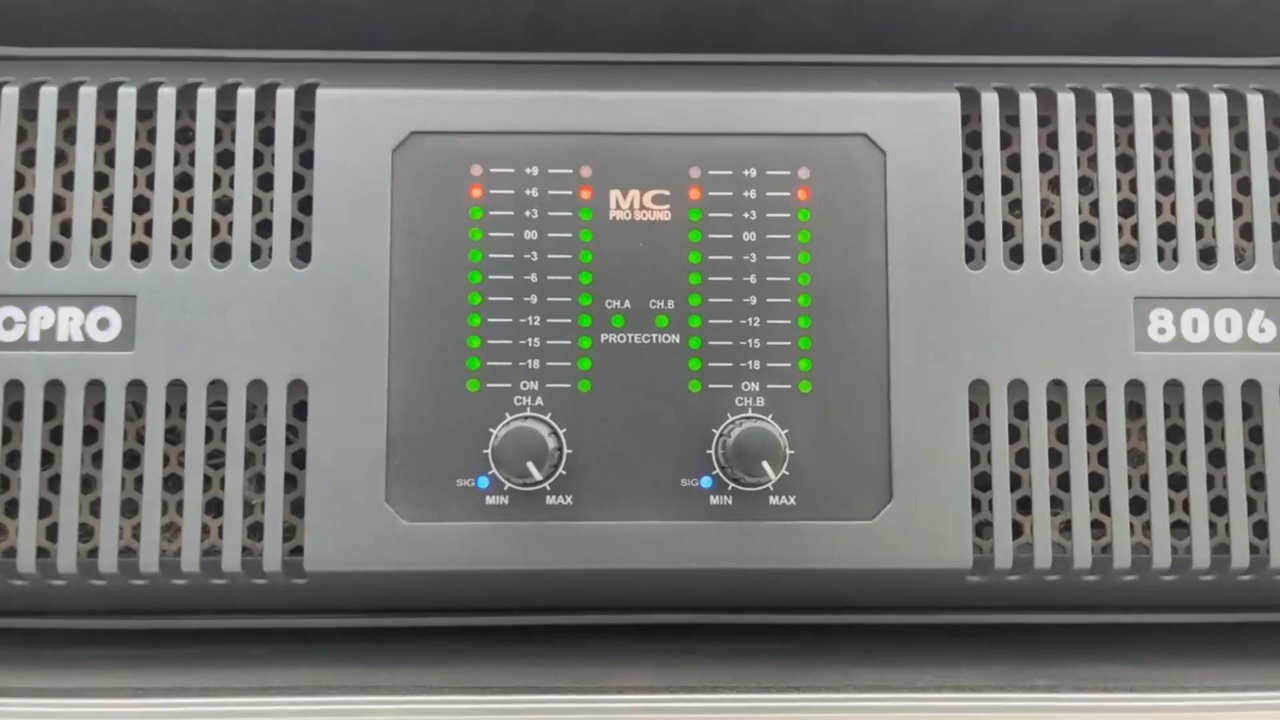 +9 +9
+6 +6
MC
PRO SOUND
+3 +3
00 00
−3 −3
−6 −6
−9 −9
CH.A CH.B
−12 −12
PROTECTION
−15 −15
−18 −18
ON ON
CH.A CH.B
SIG SIG
MIN MAX MIN MAX
CPRO
8006